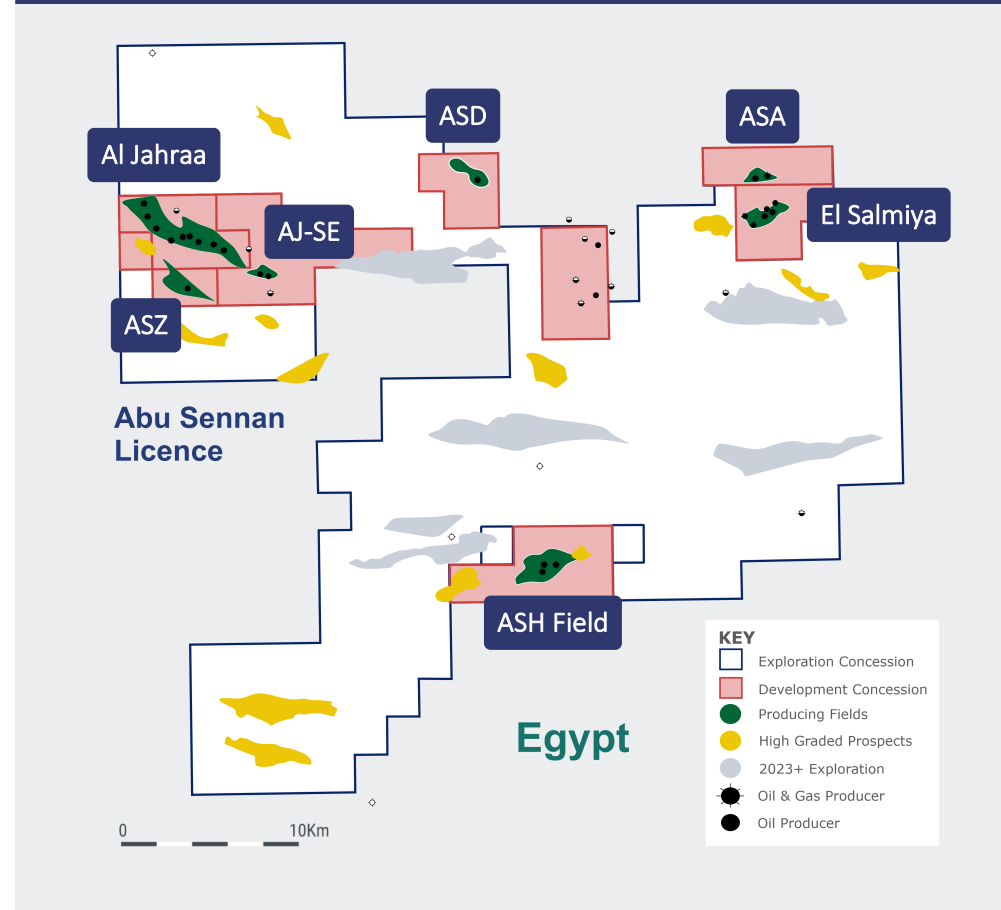 ASD
ASA
Al Jahraa
El Salmiya
AJ-SE
ASZ
Abu Sennan
Licence
ASH Field
Egypt
KEY
Exploration Concession
Development Concession
Producing Fields
High Graded Prospects
2023+ Exploration
Oil & Gas Producer
Oil Producer
0 10Km